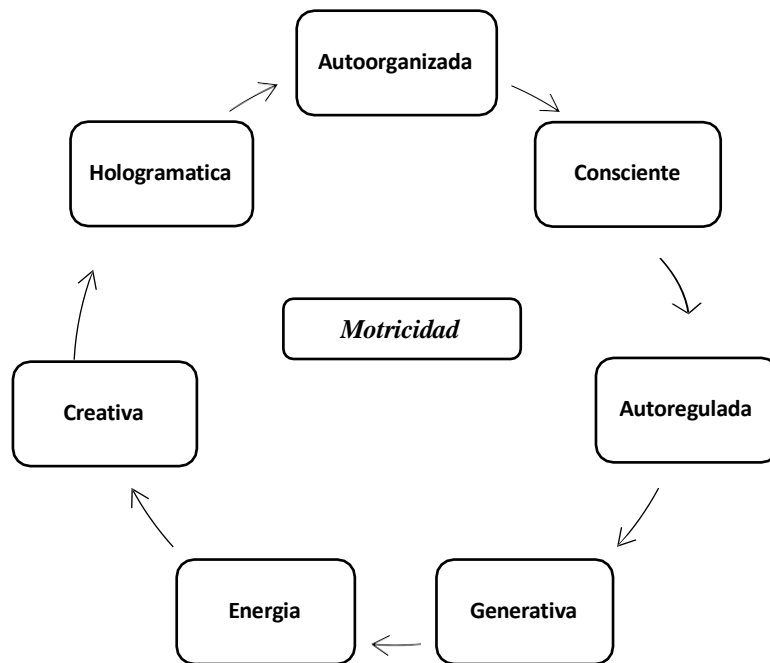 Autoorganizada
Consciente
Autoregulada
Generativa
Energia
Creativa
Hologramatica
Motricidad